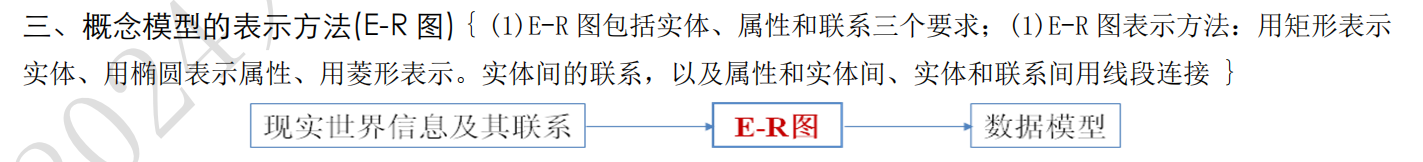 三、概念模型的表示方法(E-R 图) { (1)E-R 图包括实体、属性和联系三个要求；(1)E-R 图表示方法：用矩形表示
实体、用椭圆表示属性、用菱形表示。实体间的联系，以及属性和实体间、实体和联系间用线段连接 }
现实世界信息及其联系
E-R图
数据模型
2024